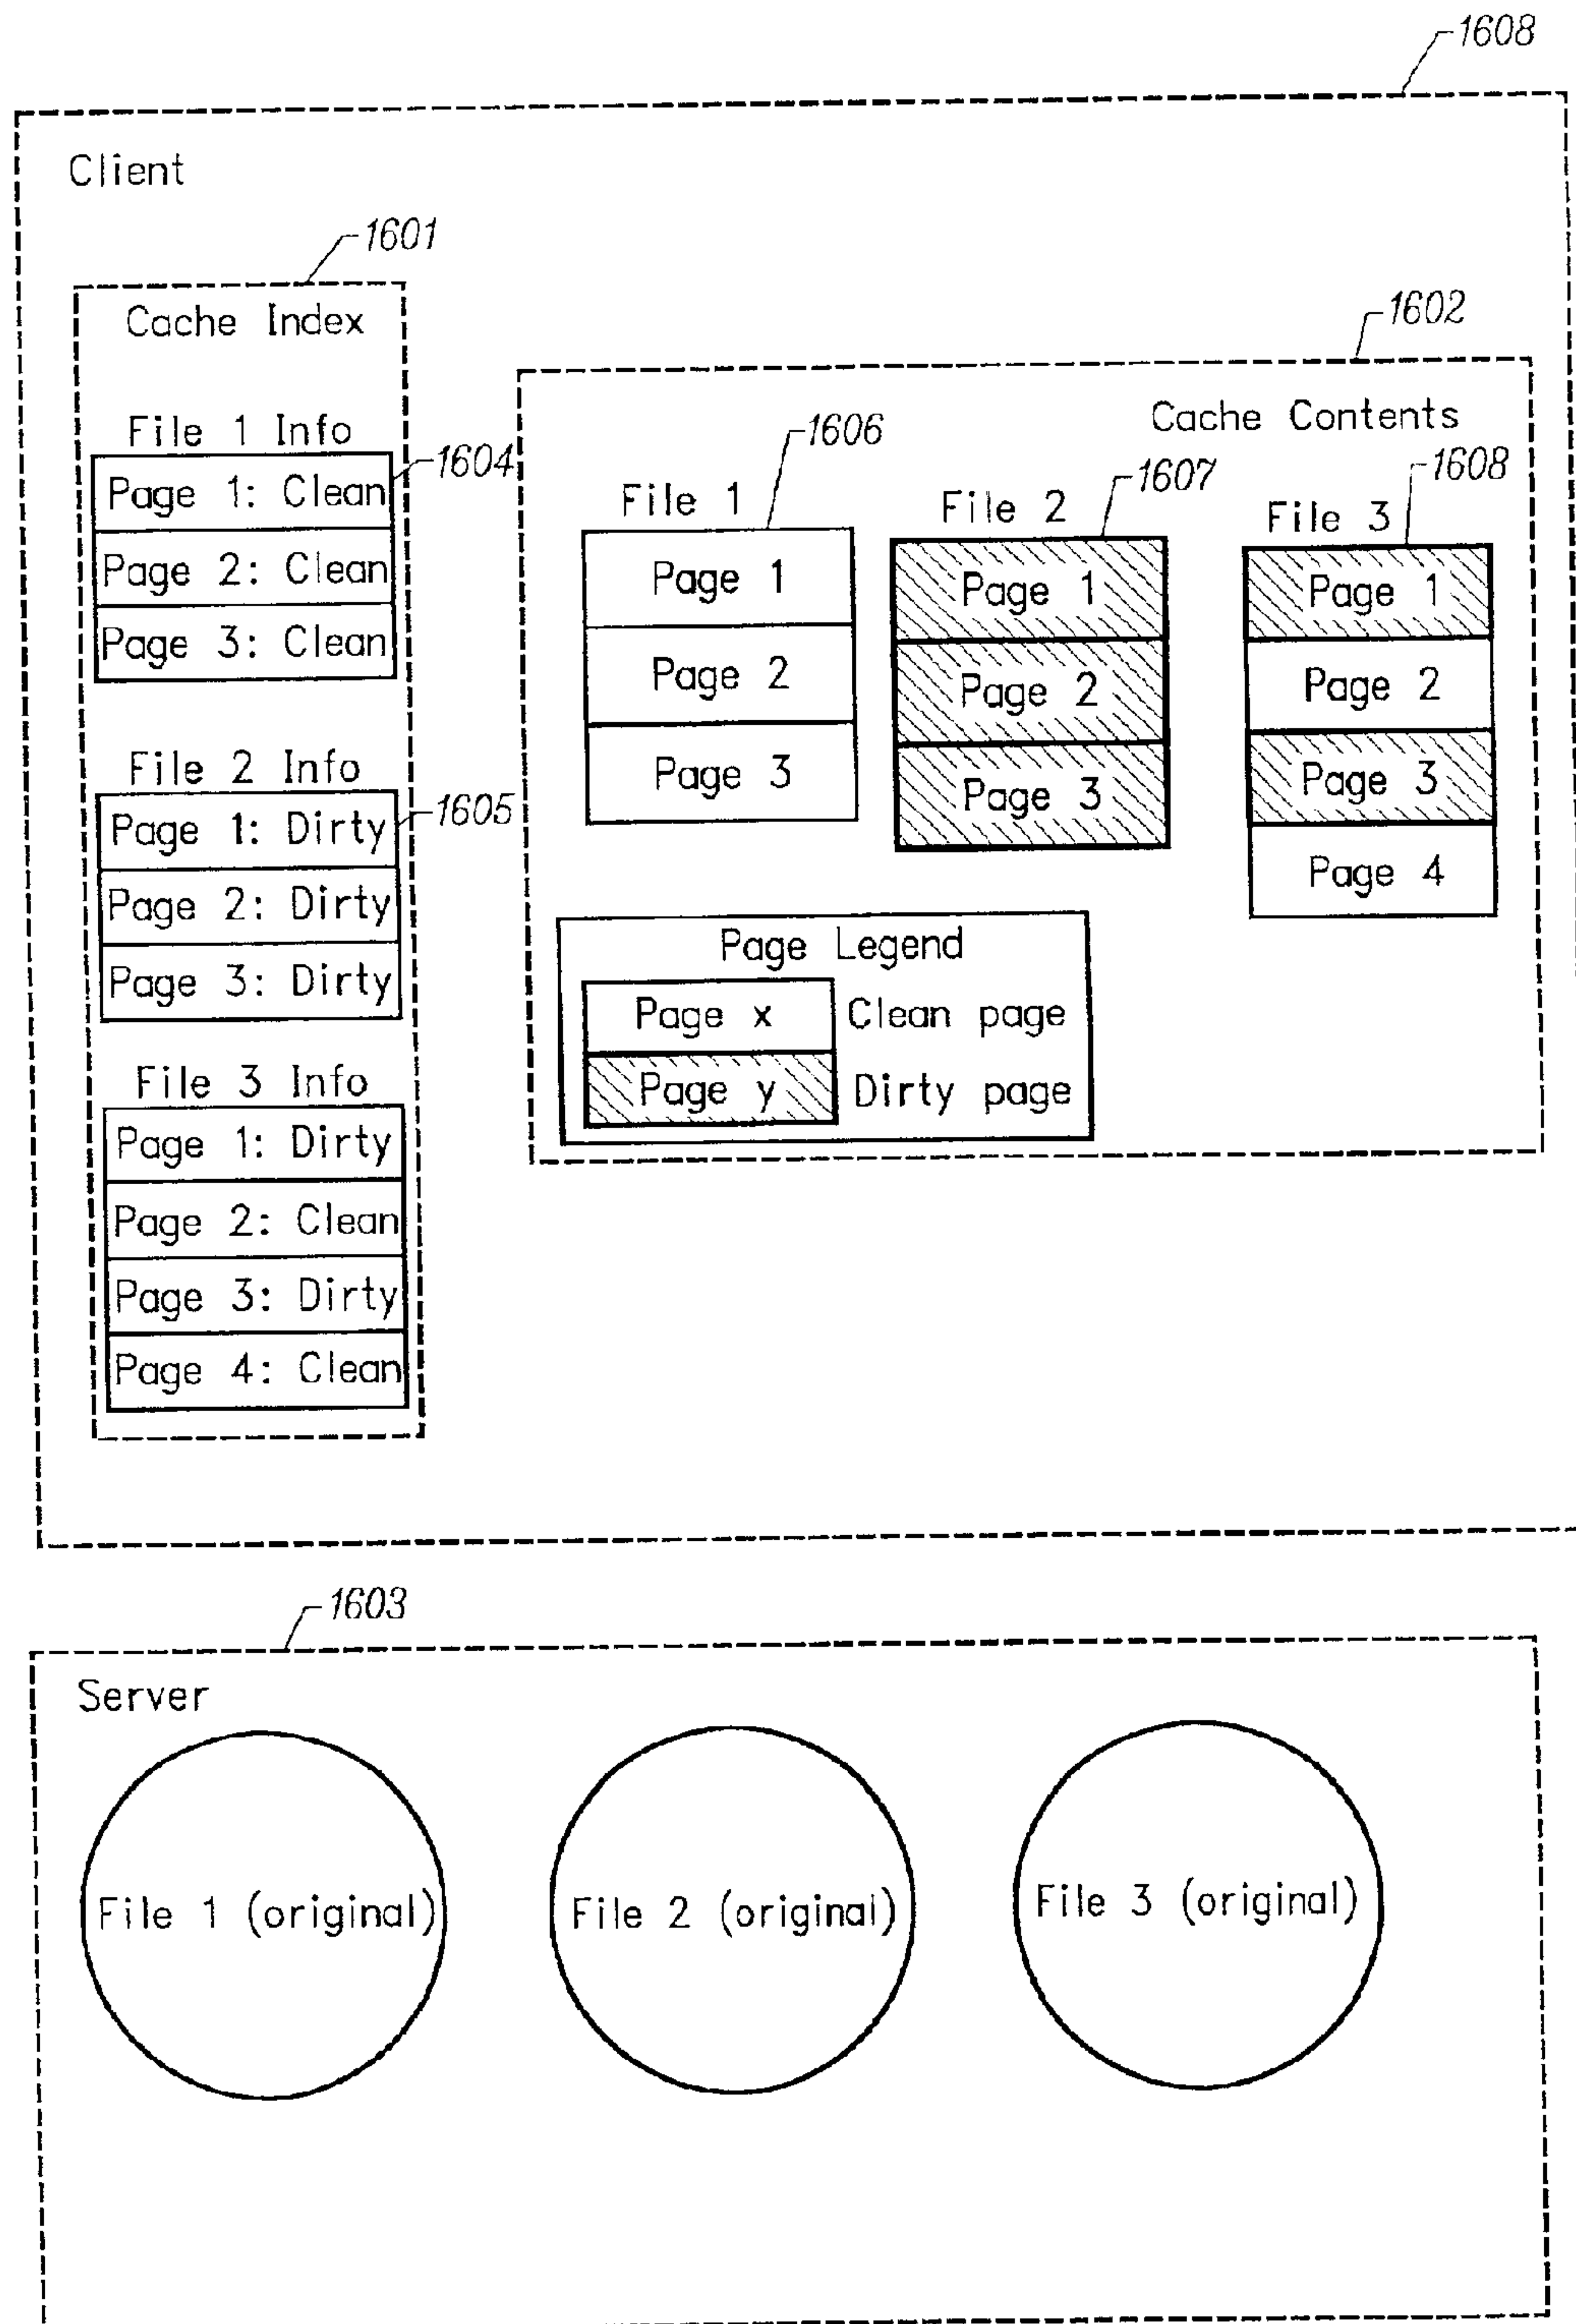 1608
Client
1601
Cache Index
1602
Cache Contents
File 1 Info
1604
Page 1: Clean
Page 2: Clean
Page 3: Clean
File 2 Info
1605
Page 1: Dirty
Page 2: Dirty
Page 3: Dirty
File 3 Info
Page 1: Dirty
Page 2: Clean
Page 3: Dirty
Page 4: Clean
1606
File 1
Page 1
Page 2
Page 3
1607
File 2
Page 1
Page 2
Page 3
1608
File 3
Page 1
Page 2
Page 3
Page 4
Page Legend
Page x Clean page
Page y Dirty page
1603
Server
File 1 (original)
File 2 (original)
File 3 (original)